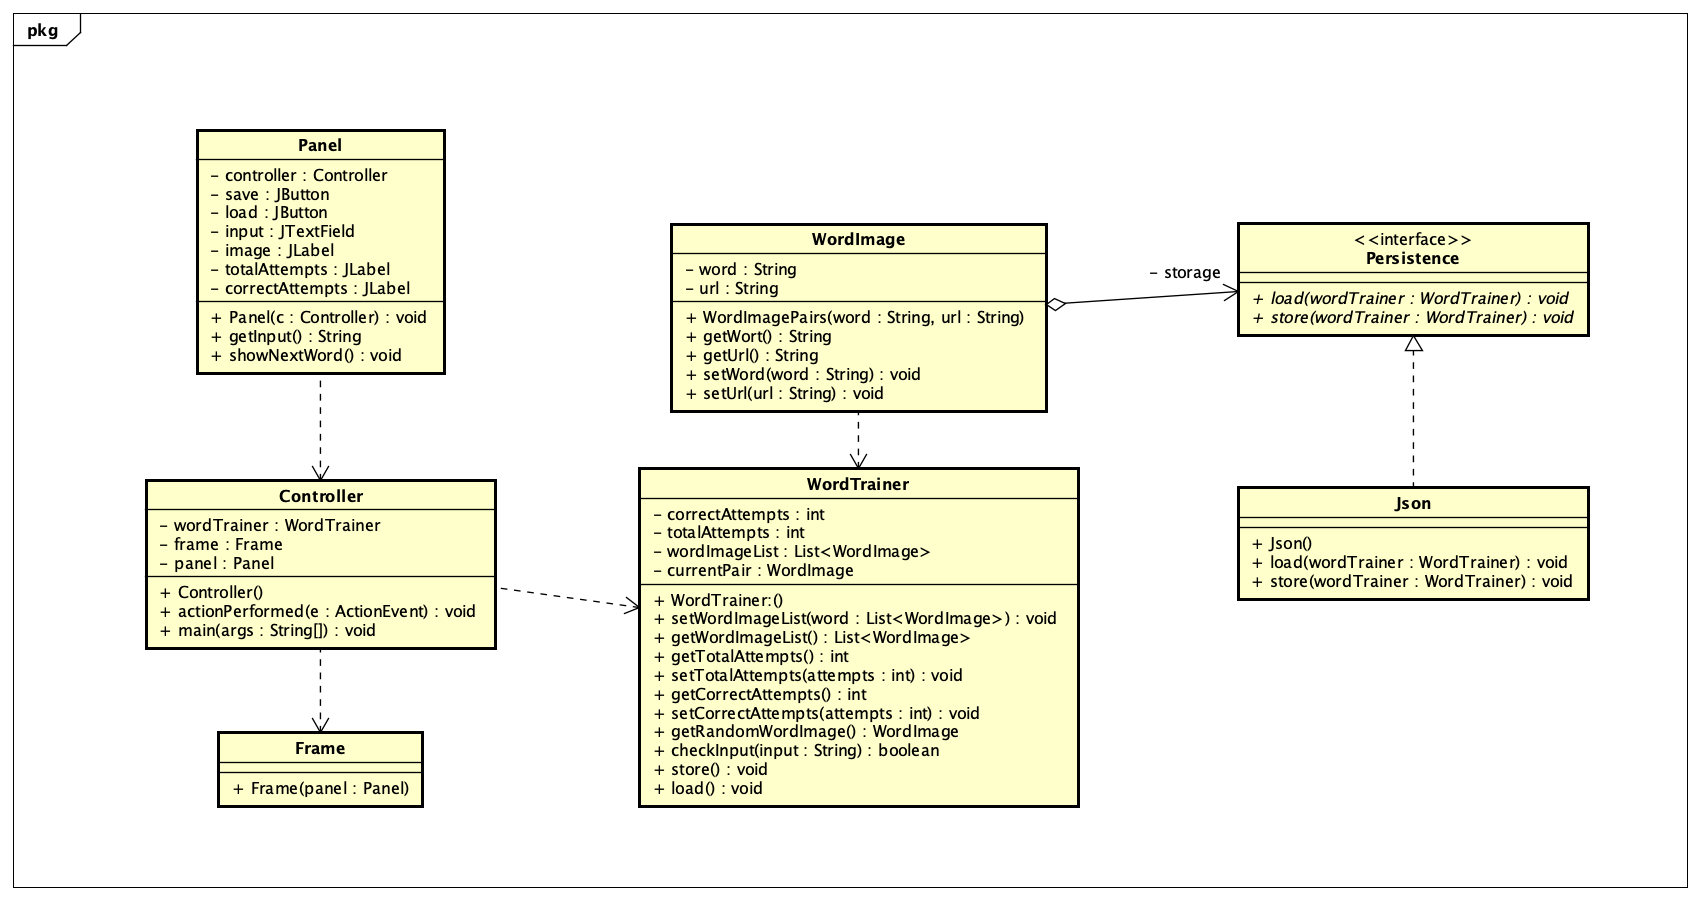 pkg
Panel
- controller : Controller
- save : JButton
- load : JButton
- input : JTextField
- image : JLabel
- totalAttempts : JLabel
- correctAttempts : JLabel
+ Panel(c : Controller) : void
+ getInput() : String
+ showNextWord() : void
WordImage
- word : String
- url : String
+ WordImagePairs(word : String, url : String)
+ getWort() : String
+ getUrl() : String
+ setWord(word : String) : void
+ setUrl(url : String) : void
- storage
<<interface>>
Persistence
+ load(wordTrainer : WordTrainer) : void
+ store(wordTrainer : WordTrainer) : void
Controller
- wordTrainer : WordTrainer
- frame : Frame
- panel : Panel
+ Controller()
+ actionPerformed(e : ActionEvent) : void
+ main(args : String[]) : void
WordTrainer
- correctAttempts : int
- totalAttempts : int
- wordImageList : List<WordImage>
- currentPair : WordImage
+ WordTrainer:()
+ setWordImageList(word : List<WordImage>) : void
+ getWordImageList() : List<WordImage>
+ getTotalAttempts() : int
+ setTotalAttempts(attempts : int) : void
+ getCorrectAttempts() : int
+ setCorrectAttempts(attempts : int) : void
+ getRandomWordImage() : WordImage
+ checkInput(input : String) : boolean
+ store() : void
+ load() : void
Json
+ Json()
+ load(wordTrainer : WordTrainer) : void
+ store(wordTrainer : WordTrainer) : void
Frame
+ Frame(panel : Panel)